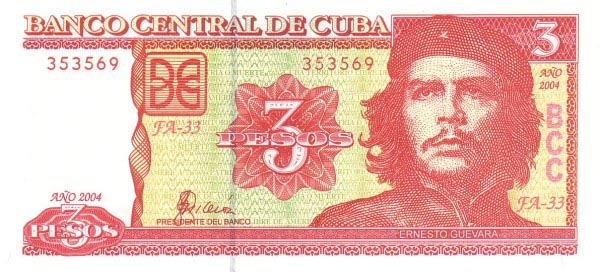 BANCO CENTRAL DE CUBA
3
353569
353569
AÑO
2004
FA-33
3
PESOS
BCC
FA-33
AÑO 2004
3
PESOS
PRESIDENTE DEL BANCO
ERNESTO GUEVARA